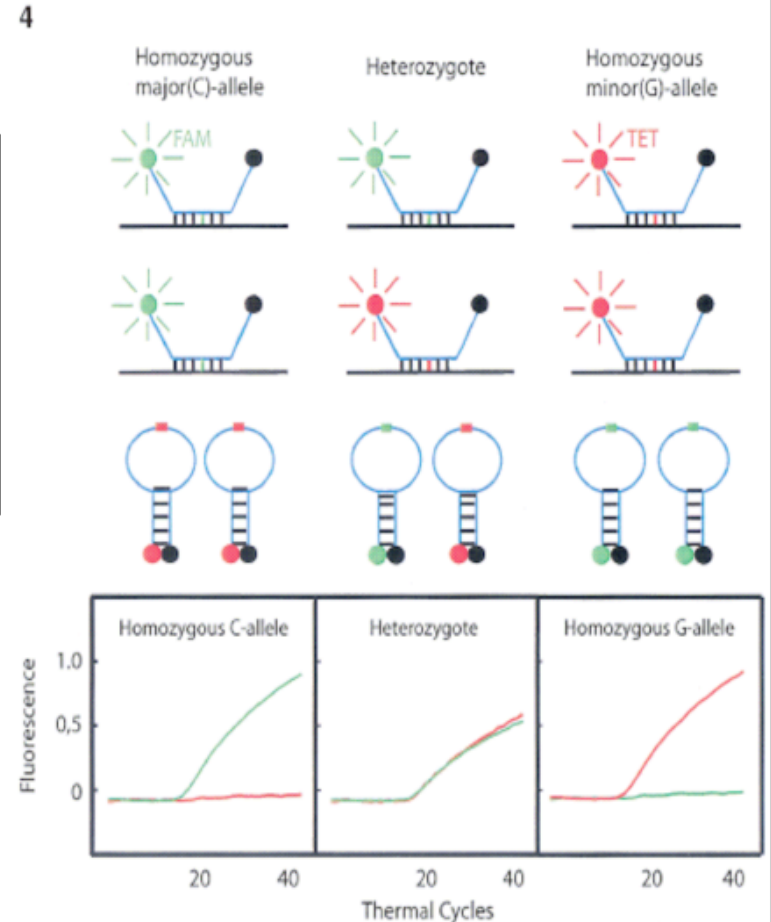 4
Homozygous
major(C)-allele
Heterozygote
Homozygous
minor(G)-allele
FAM
TET
Homozygous C-allele
Heterozygote
Homozygous G-allele
1.0
0,5
0
Fluorescence
20
40
20
40
20
40
Thermal Cycles